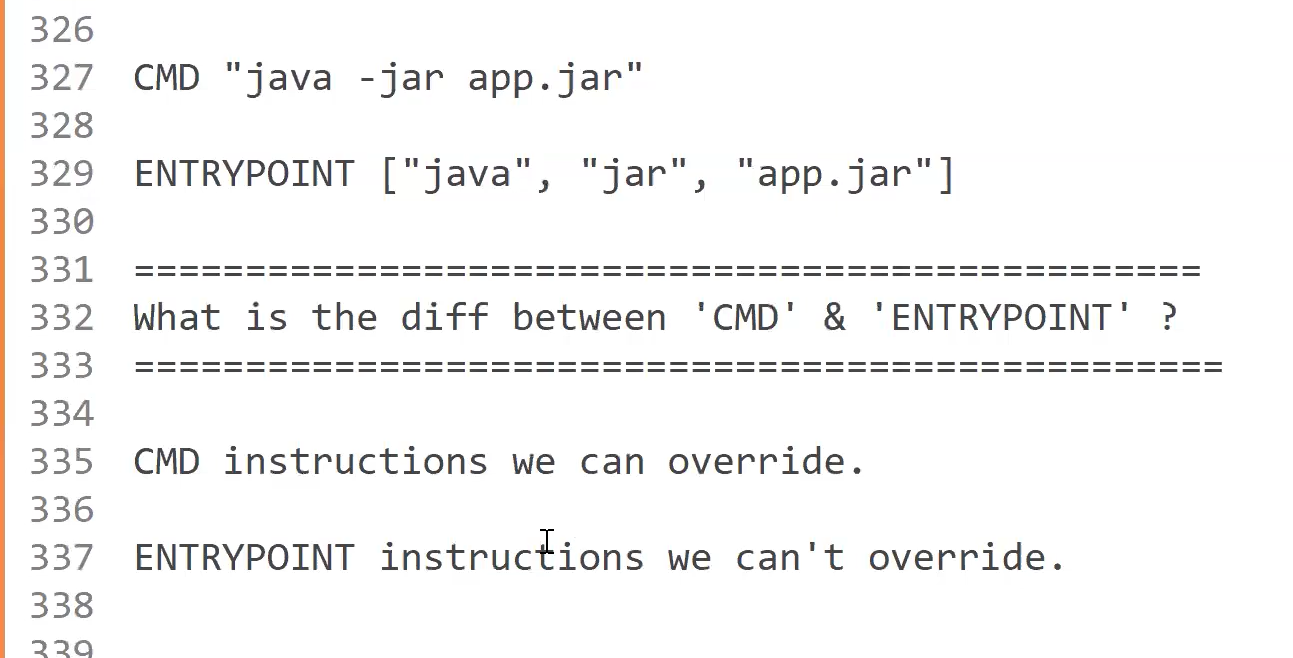 326
327 CMD "java -jar app.jar"
328
329 ENTRYPOINT ["java", "jar", "app.jar"]
330
331 ================================================
332 What is the diff between 'CMD' & 'ENTRYPOINT' ?
333 =================================================
334
335 CMD instructions we can override.
336
337 ENTRYPOINT instructions we can't override.
338
339